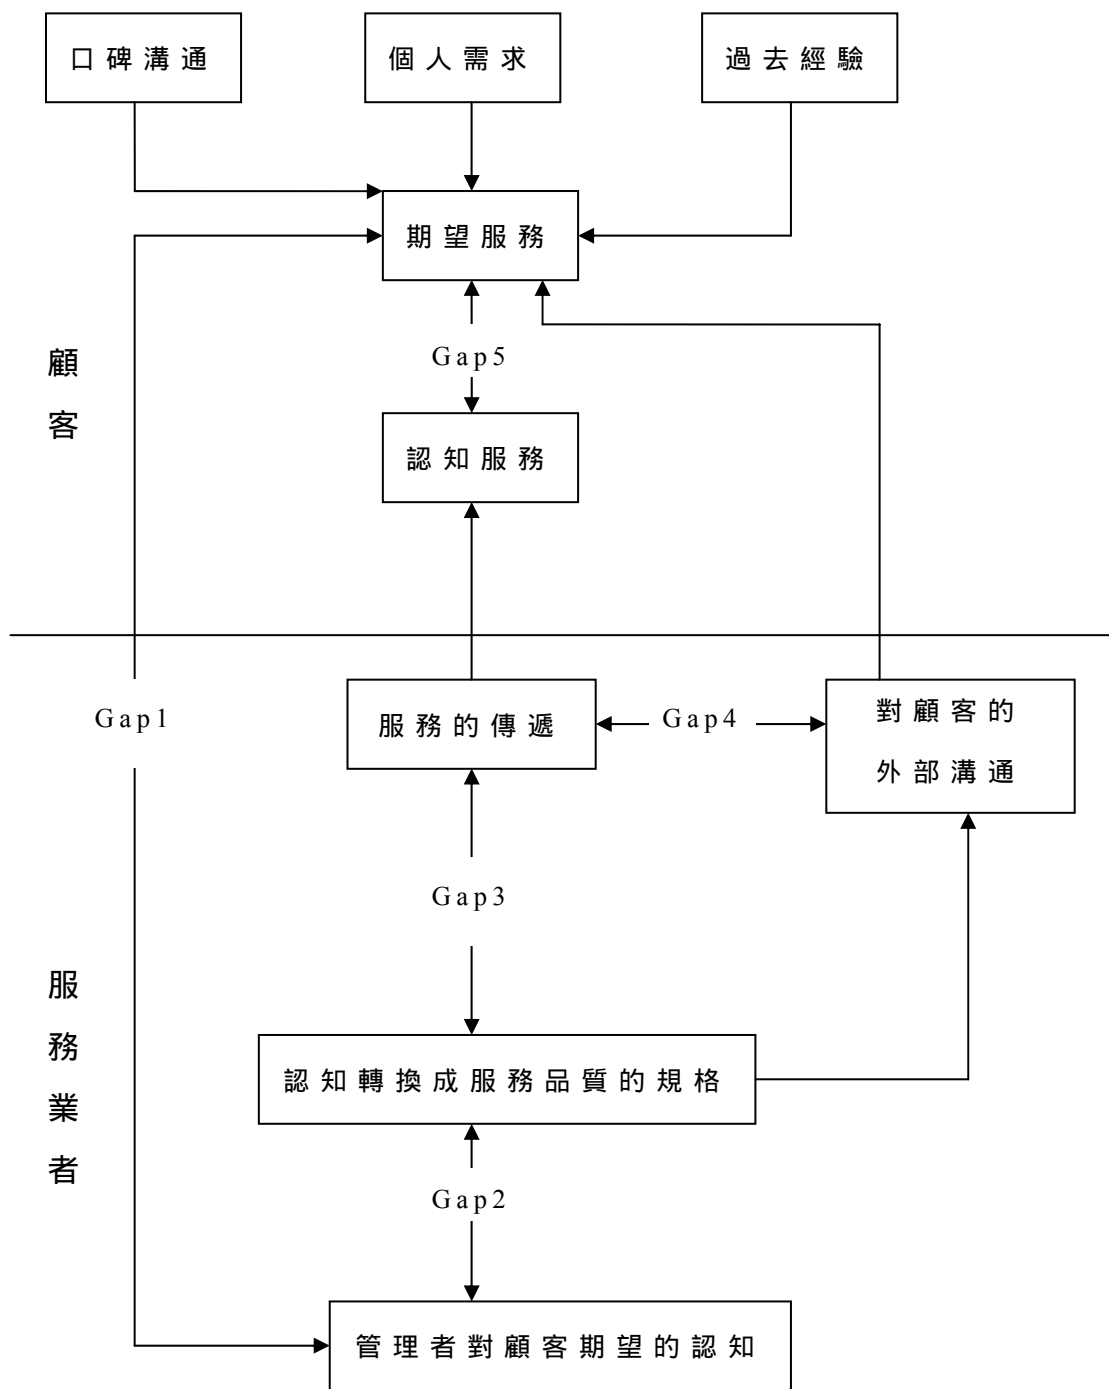 口碑溝通
個人需求
過去經驗
期望服務
Gap5
顧客
認知服務
Gap1
服務的傳遞
Gap4
對顧客的
外部溝通
Gap3
服務業者
認知轉換成服務品質的規格
Gap2
管理者對顧客期望的認知